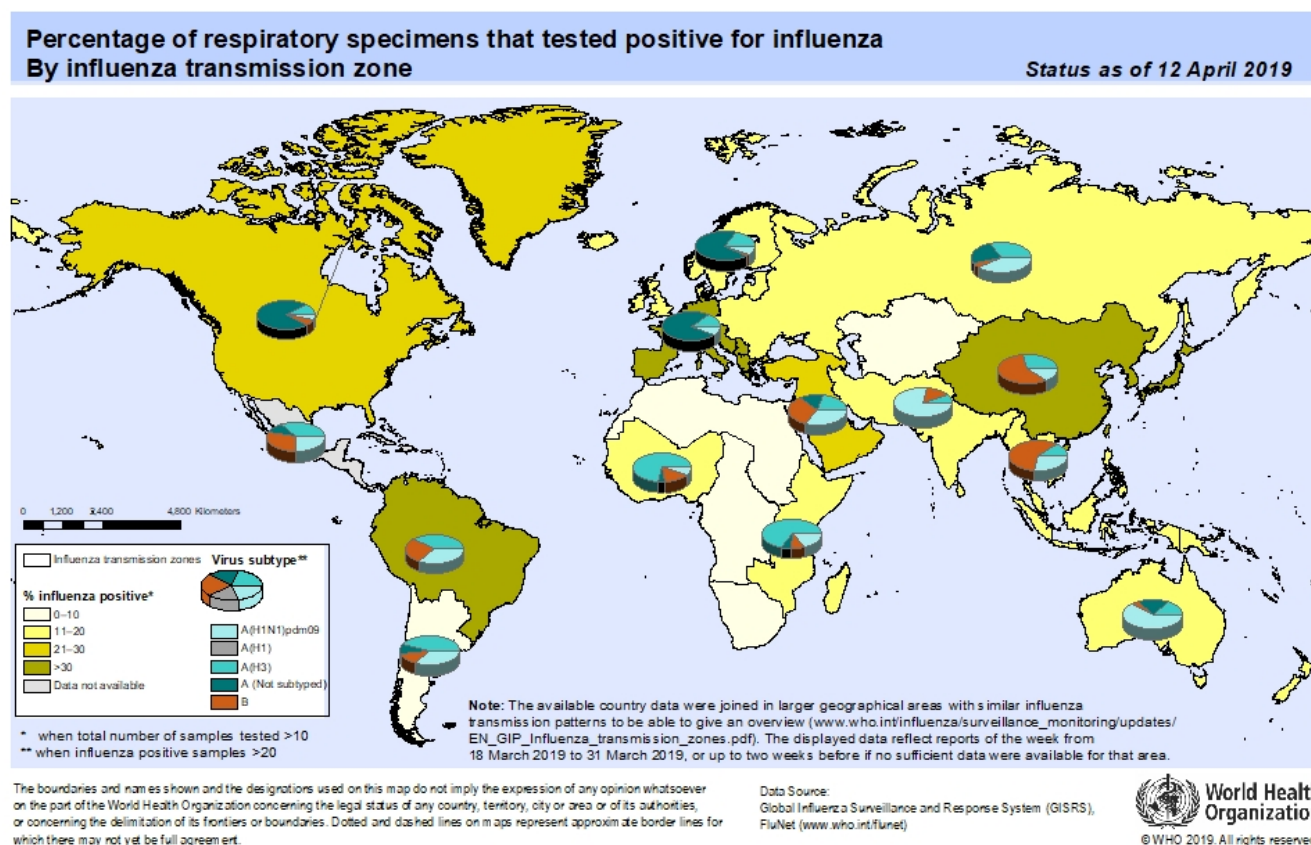 Percentage of respiratory specimens that tested positive for influenza
By influenza transmission zone
Status as of 12 April 2019
0 1,200 2,400 4,800 Kilometers
Influenza transmission zones
% influenza positive*
0–10
11–20
21–30
>30
Data not available
Virus subtype**
A(H1N1)pdm09
A(H1)
A(H3)
A (Not subtyped)
B
* when total number of samples tested >10
** when influenza positive samples >20
Note: The available country data were joined in larger geographical areas with similar influenza
transmission patterns to be able to give an overview (www.who.int/influenza/surveillance_monitoring/updates/
EN_GIP_Influenza_transmission_zones.pdf). The displayed data reflect reports of the week from
18 March 2019 to 31 March 2019, or up to two weeks before if no sufficient data were available for that area.
The boundaries and names shown and the designations used on this map do not imply the expression of any opinion whatsoever
on the part of the World Health Organization concerning the legal status of any country, territory, city or area or of its authorities,
or concerning the delimitation of its frontiers or boundaries. Dotted and dashed lines on maps represent approximate border lines for
which there may not yet be full agreement.
Data Source:
Global Influenza Surveillance and Response System (GISRS),
FluNet (www.who.int/flunet)
World Healt
Organizatio
© WHO 2019. All rights reserve